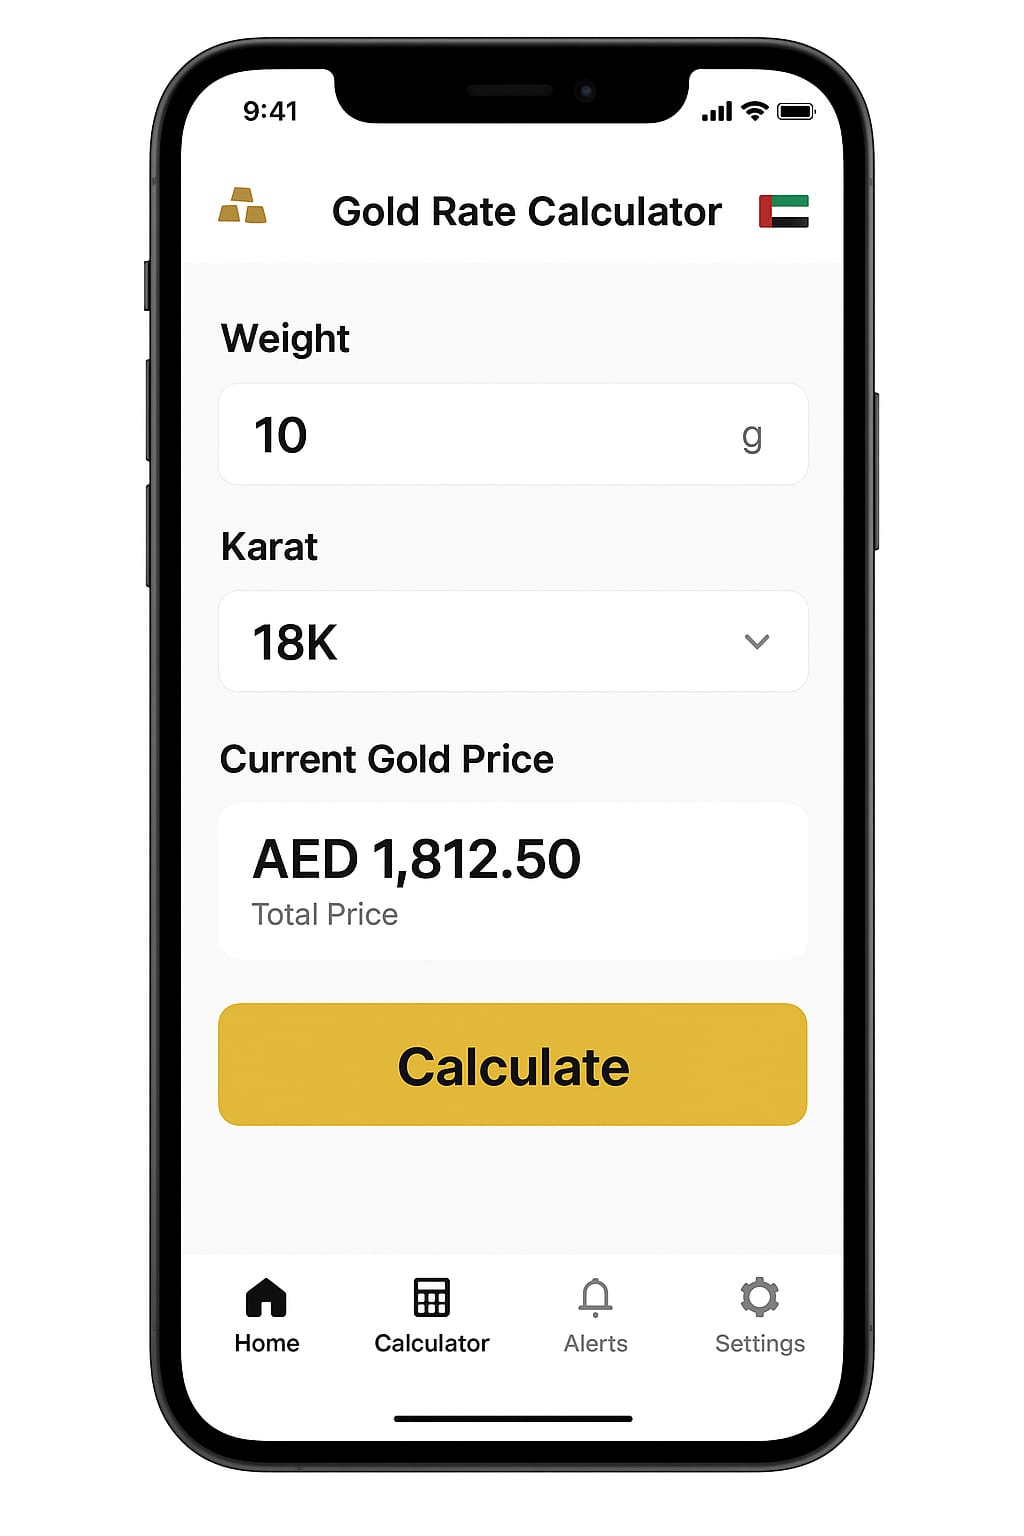 9:41
Gold Rate Calculator
Weight
10 g
Karat
18K
Current Gold Price
AED 1,812.50
Total Price
Calculate
Home Calculator Alerts Settings